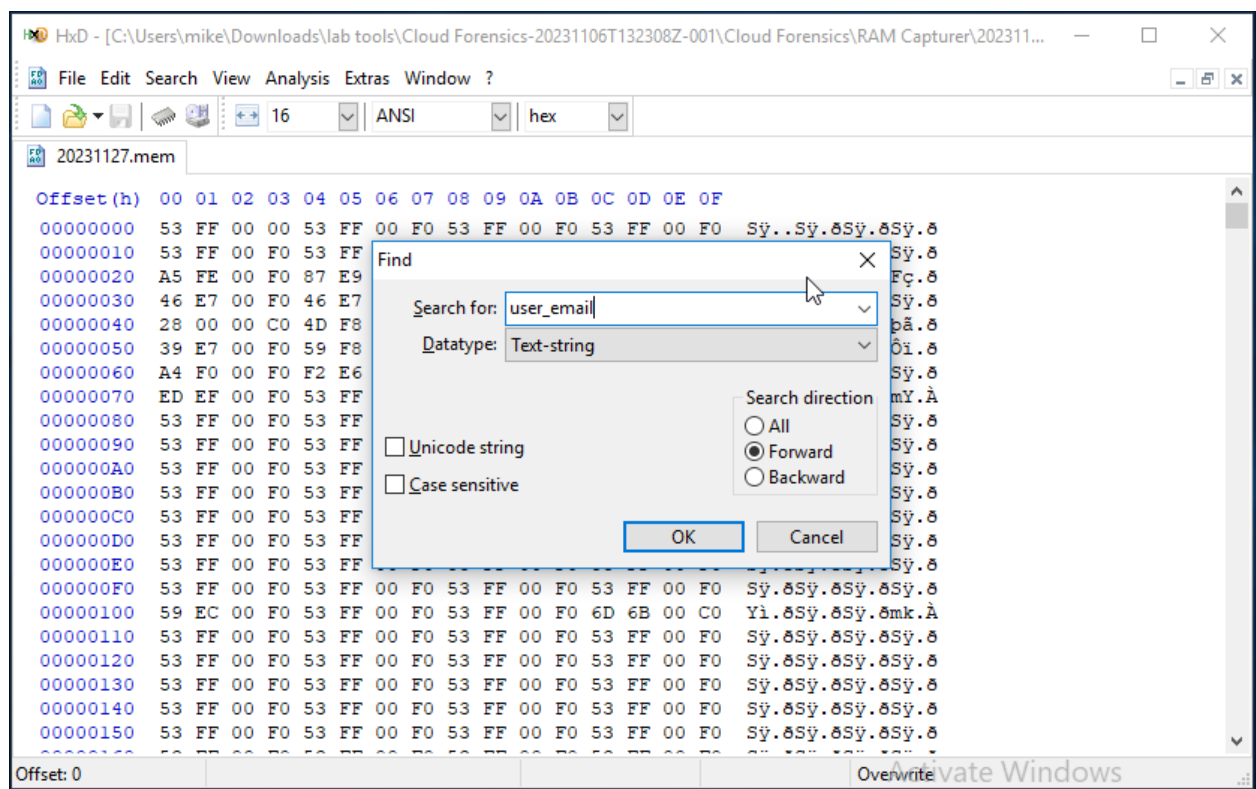 HxD - [C:\Users\mike\Downloads\lab tools\Cloud Forensics-20231106T132308Z-001\Cloud Forensics\RAM Capturer\202311...
File Edit Search View Analysis Extras Window ?
16 ANSI hex
20231127.mem
Offset(h) 00 01 02 03 04 05 06 07 08 09 0A 0B 0C 0D 0E 0F
00000000 53 FF 00 00 53 FF 00 F0 53 FF 00 F0 53 FF 00 F0 Sÿ..Sÿ.ðSÿ.ðSÿ.ð
00000010 53 FF 00 F0 53 FF Sÿ.ð
00000020 A5 FE 00 F0 87 E9 Fç.ð
00000030 46 E7 00 F0 46 E7 Sÿ.ð
00000040 28 00 00 C0 4D F8 þã.ð
00000050 39 E7 00 F0 59 F8 Ôï.ð
00000060 A4 F0 00 F0 F2 E6 Sÿ.ð
00000070 ED EF 00 F0 53 FF mY.À
00000080 53 FF 00 F0 53 FF Sÿ.ð
00000090 53 FF 00 F0 53 FF Sÿ.ð
000000A0 53 FF 00 F0 53 FF Sÿ.ð
000000B0 53 FF 00 F0 53 FF Sÿ.ð
000000C0 53 FF 00 F0 53 FF Sÿ.ð
000000D0 53 FF 00 F0 53 FF Sÿ.ð
000000E0 53 FF 00 F0 53 FF Sÿ.ð
000000F0 53 FF 00 F0 53 FF 00 F0 53 FF 00 F0 53 FF 00 F0 Sÿ.ðSÿ.ðSÿ.ðSÿ.ð
00000100 59 EC 00 F0 53 FF 00 F0 53 FF 00 F0 6D 6B 00 C0 Yì.ðSÿ.ðSÿ.ðmk.À
00000110 53 FF 00 F0 53 FF 00 F0 53 FF 00 F0 53 FF 00 F0 Sÿ.ðSÿ.ðSÿ.ðSÿ.ð
00000120 53 FF 00 F0 53 FF 00 F0 53 FF 00 F0 53 FF 00 F0 Sÿ.ðSÿ.ðSÿ.ðSÿ.ð
00000130 53 FF 00 F0 53 FF 00 F0 53 FF 00 F0 53 FF 00 F0 Sÿ.ðSÿ.ðSÿ.ðSÿ.ð
00000140 53 FF 00 F0 53 FF 00 F0 53 FF 00 F0 53 FF 00 F0 Sÿ.ðSÿ.ðSÿ.ðSÿ.ð
00000150 53 FF 00 F0 53 FF 00 F0 53 FF 00 F0 53 FF 00 F0 Sÿ.ðSÿ.ðSÿ.ðSÿ.ð
Find
Search for: user_email
Datatype: Text-string
Search direction
All
Unicode string
Forward
Backward
Case sensitive
OK Cancel
Offset: 0 Overwrite
Activate Windows